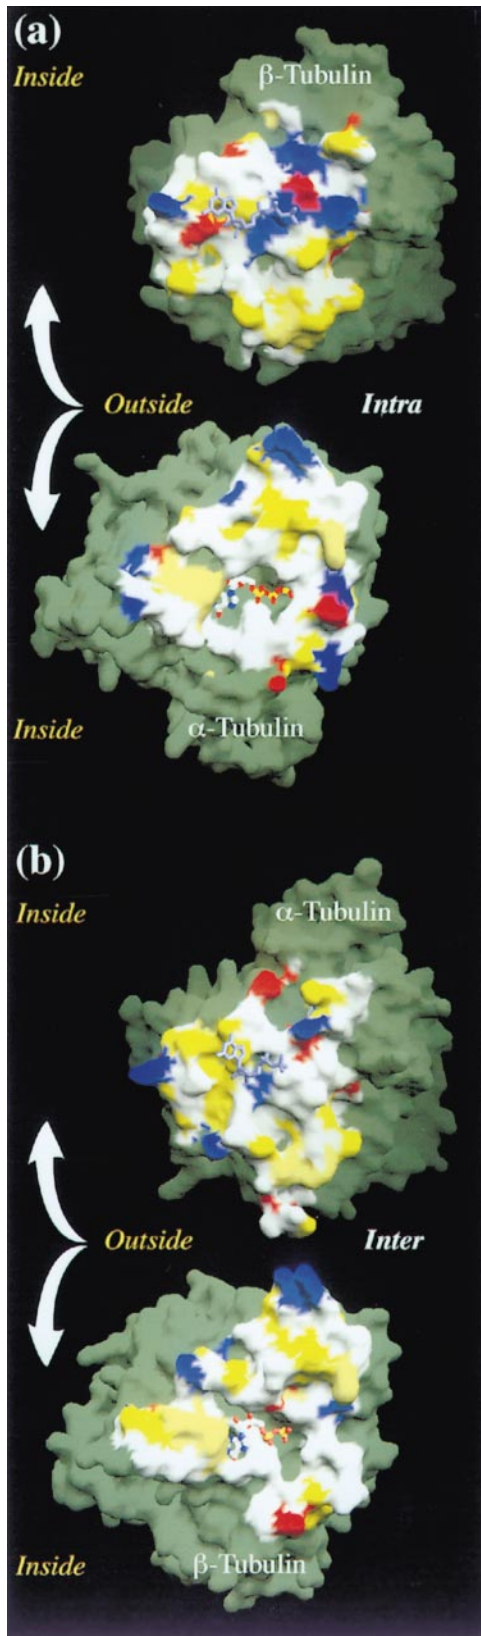 (a)
Inside
β-Tubulin
Outside
Intra
Inside
α-Tubulin
(b)
Inside
α-Tubulin
Outside
Inter
Inside
β-Tubulin